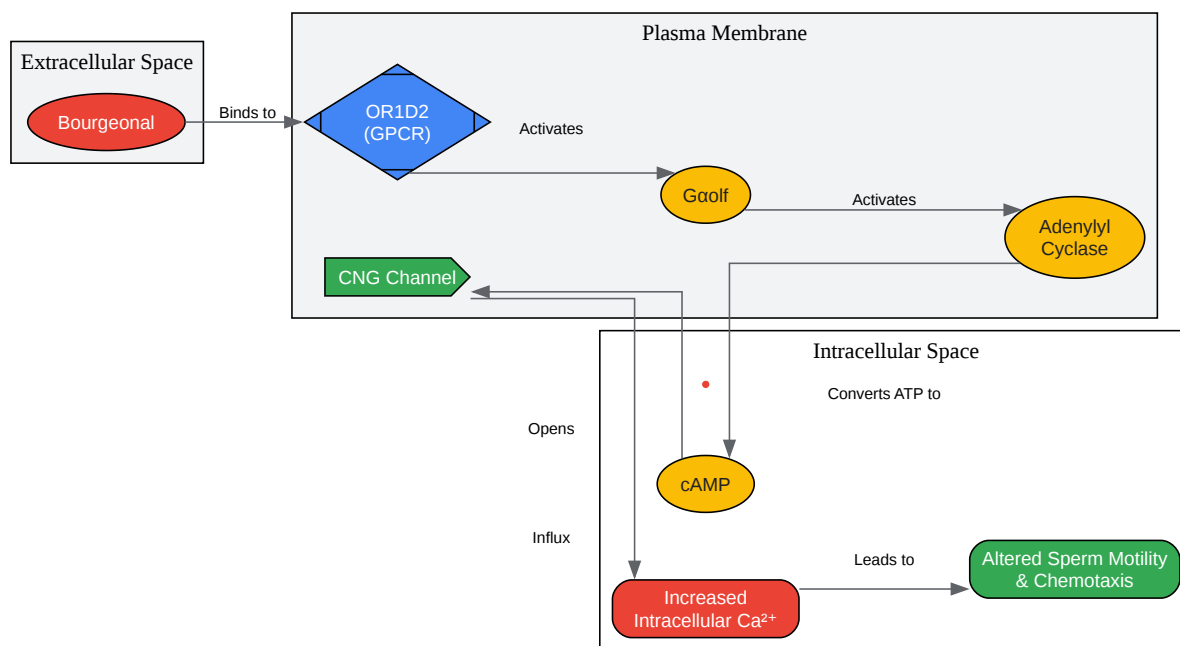 Plasma Membrane
Extracellular Space
Bourgeonal
Binds to
OR1D2
(GPCR)
Activates
Gαolf
Activates
Adenylyl
Cyclase
CNG Channel
Intracellular Space
Converts ATP to
Opens
cAMP
Influx
Increased
Intracellular Ca²⁺
Leads to
Altered Sperm Motility
& Chemotaxis